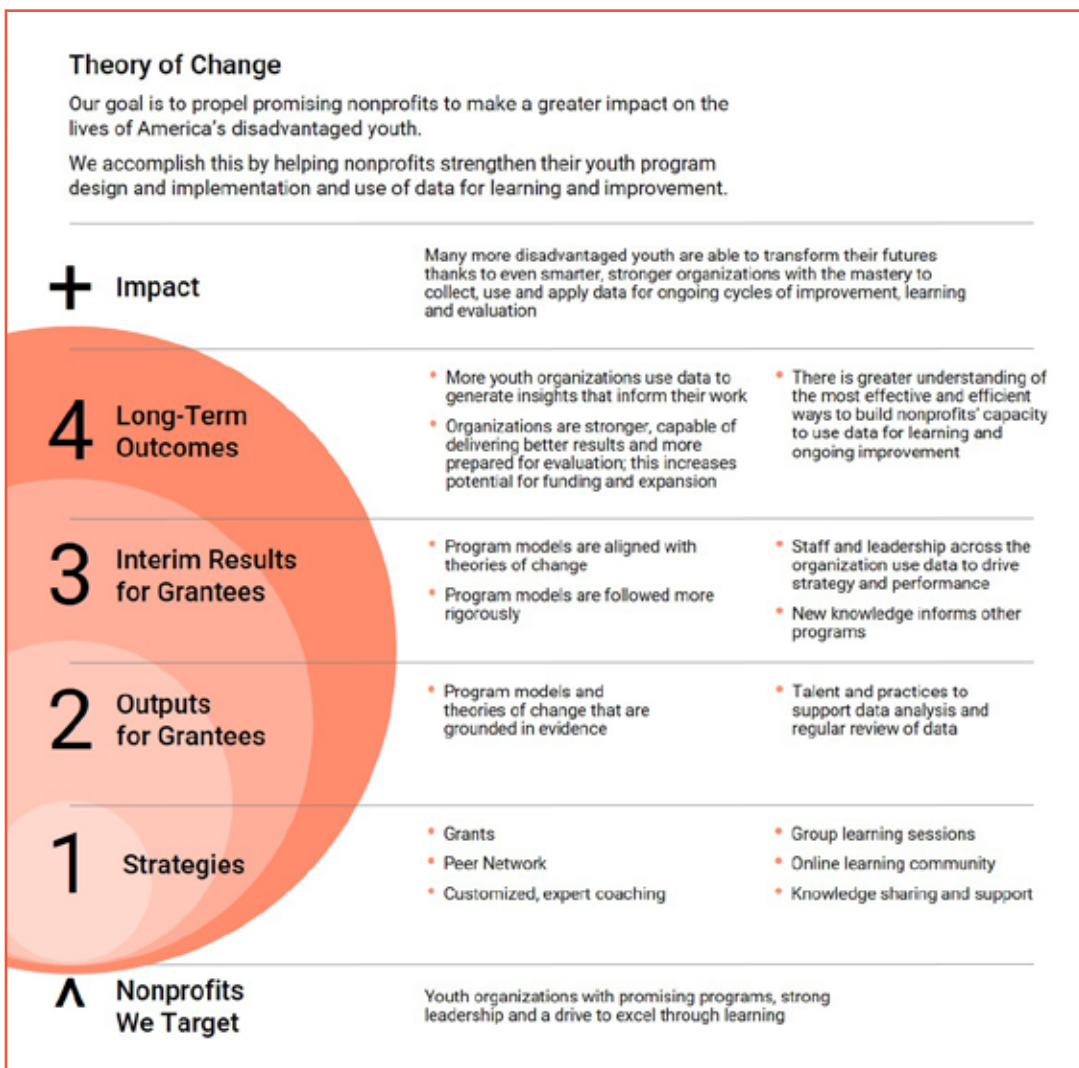 Theory of Change
Our goal is to propel promising nonprofits to make a greater impact on the
lives of America's disadvantaged youth.
We accomplish this by helping nonprofits strengthen their youth program
design and implementation and use of data for learning and improvement.
+ Impact
Many more disadvantaged youth are able to transform their futures
thanks to even smarter, stronger organizations with the mastery to
collect, use and apply data for ongoing cycles of improvement, learning
and evaluation
4 Long-Term
Outcomes
• More youth organizations use data to
generate insights that inform their work
• Organizations are stronger, capable of
delivering better results and more
prepared for evaluation; this increases
potential for funding and expansion
• There is greater understanding of
the most effective and efficient
ways to build nonprofits' capacity
to use data for learning and
ongoing improvement
3 Interim Results
for Grantees
• Program models are aligned with
theories of change
• Program models are followed more
rigorously
• Staff and leadership across the
organization use data to drive
strategy and performance
• New knowledge informs other
programs
2 Outputs
for Grantees
• Program models and
theories of change that are
grounded in evidence
• Talent and practices to
support data analysis and
regular review of data
1 Strategies
• Grants
• Peer Network
• Customized, expert coaching
• Group learning sessions
• Online learning community
• Knowledge sharing and support
^ Nonprofits
We Target
Youth organizations with promising programs, strong
leadership and a drive to excel through learning